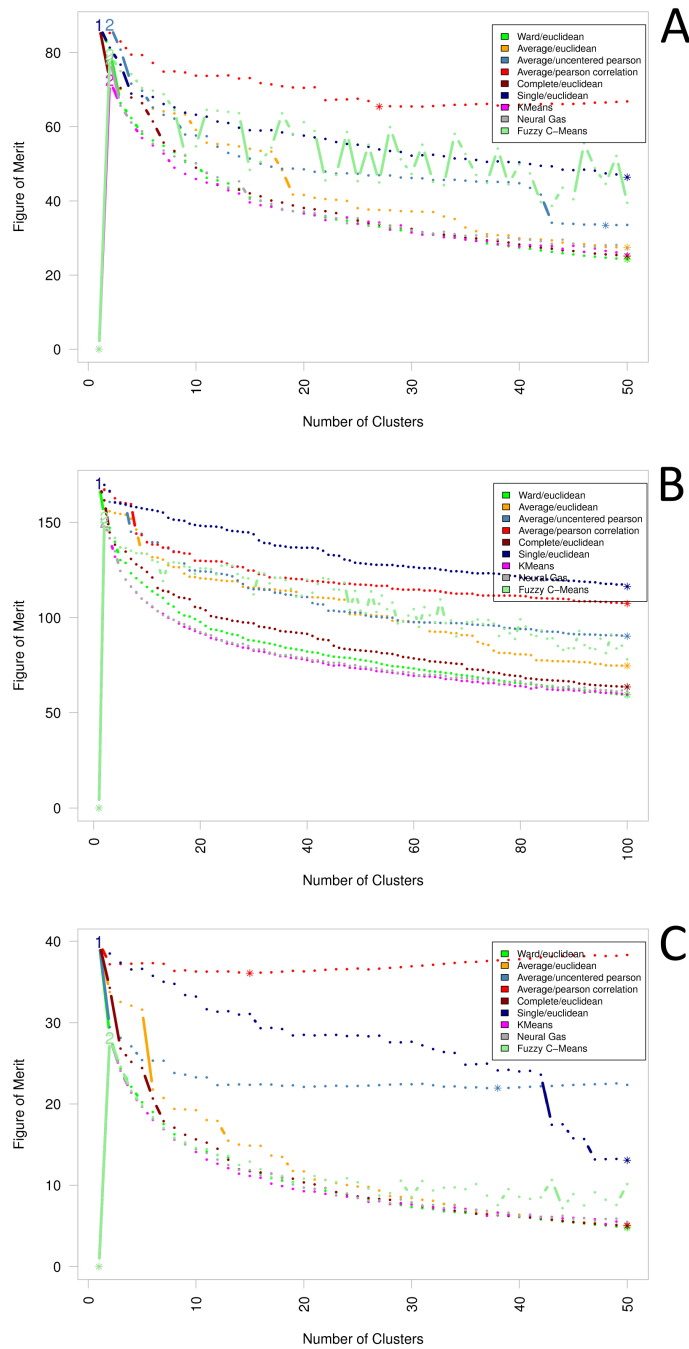 A
1
2
Ward/euclidean
Average/euclidean
Average/uncentered pearson
Average/pearson correlation
Complete/euclidean
Single/euclidean
KMeans
Neural Gas
Fuzzy C-Means
80
60
40
20
0
Figure of Merit
0
10
20
30
40
50
Number of Clusters
B
1
Ward/euclidean
Average/euclidean
Average/uncentered pearson
Average/pearson correlation
Complete/euclidean
Single/euclidean
KMeans
Neural Gas
Fuzzy C-Means
150
100
50
0
Figure of Merit
0
20
40
60
80
100
Number of Clusters
C
1
2
Ward/euclidean
Average/euclidean
Average/uncentered pearson
Average/pearson correlation
Complete/euclidean
Single/euclidean
KMeans
Neural Gas
Fuzzy C-Means
40
30
20
10
0
Figure of Merit
0
10
20
30
40
50
Number of Clusters